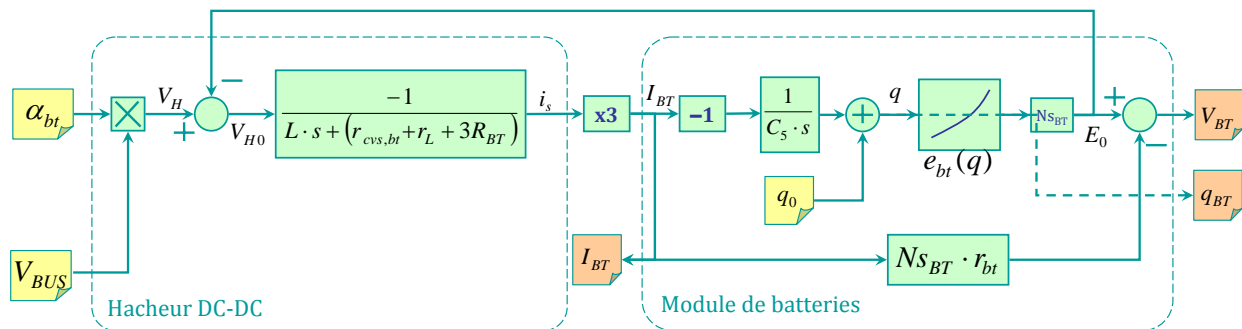 α_bt
V_BUS
V_H
+
−
V_H0
-1
L · s + (r_cvs,bt + r_L + 3R_BT)
i_s
x3
I_BT
-1
1
C_5 · s
+
q_0
q
e_bt(q)
Ns_BT
E_0
+
−
V_BT
q_BT
I_BT
Ns_BT · r_bt
Hacheur DC-DC
Module de batteries